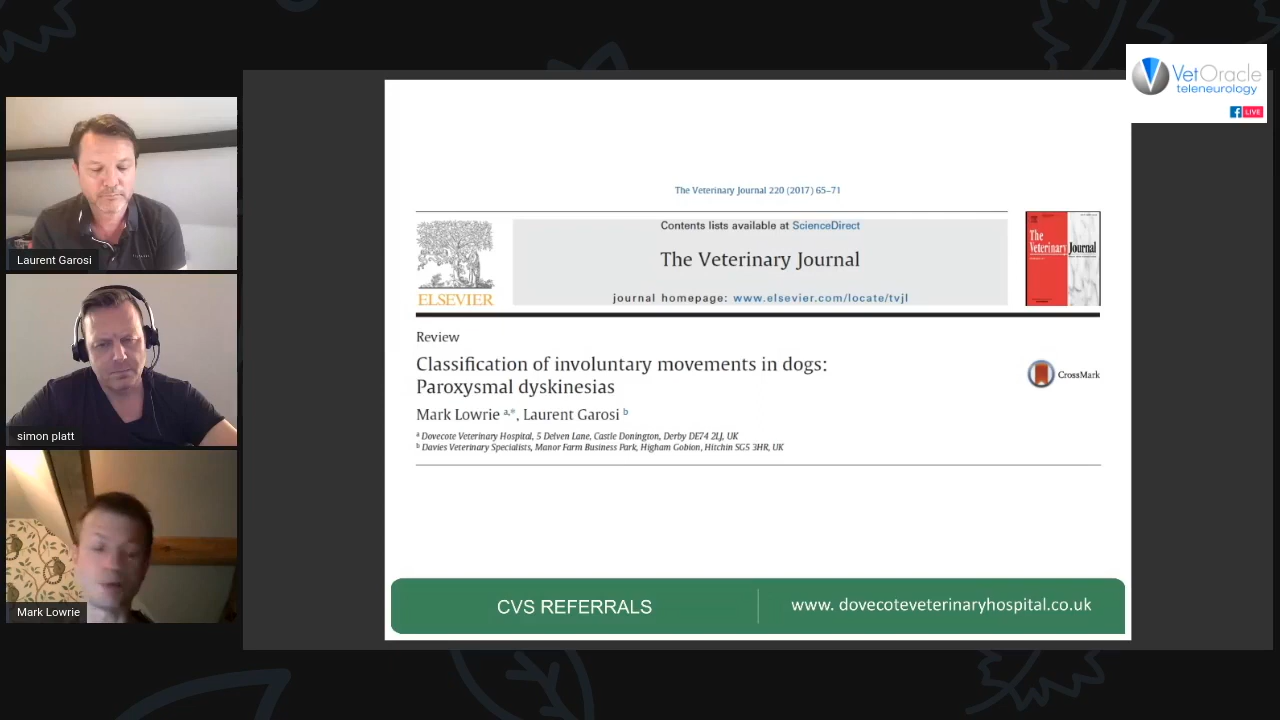 VetOracle
teleneurology
LIVE
Laurent Garosi
simon platt
Mark Lowrie
The Veterinary Journal 220 (2017) 65–71
Contents lists available at ScienceDirect
The Veterinary Journal
journal homepage: www.elsevier.com/locate/tvjl
ELSEVIER
The
Veterinary Journal
Review
Classification of involuntary movements in dogs:
Paroxysmal dyskinesias
CrossMark
Mark Lowrie a,*, Laurent Garosi b
a Dovecote Veterinary Hospital, 5 Delven Lane, Castle Donington, Derby DE74 2LJ, UK
b Davies Veterinary Specialists, Manor Farm Business Park, Higham Gobion, Hitchin SG5 3HR, UK
CVS REFERRALS
www. dovecoteveterinaryhospital.co.uk